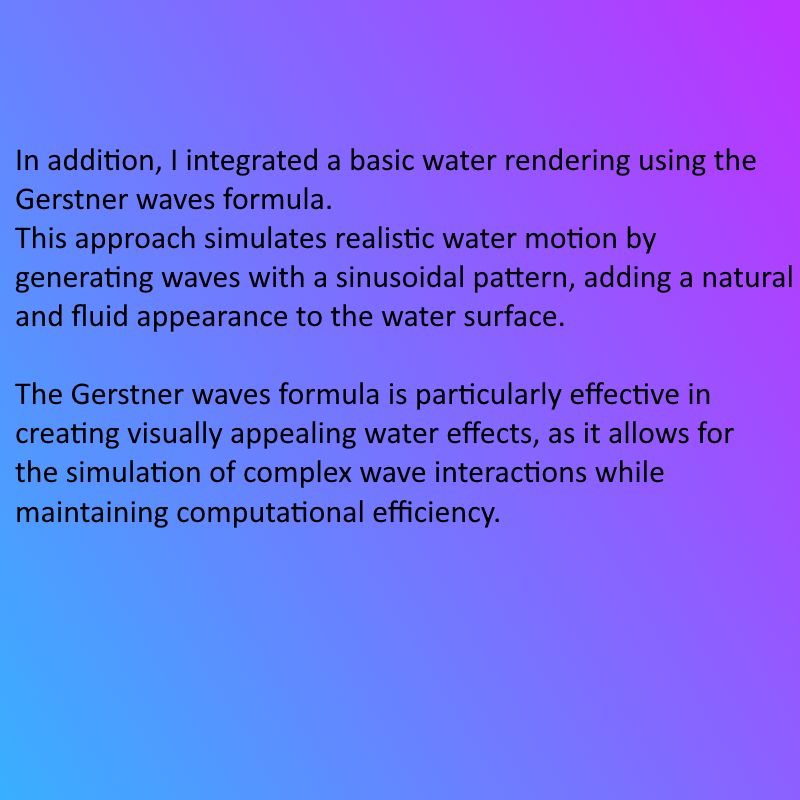 In addition, I integrated a basic water rendering using the
Gerstner waves formula.
This approach simulates realistic water motion by
generating waves with a sinusoidal pattern, adding a natural
and fluid appearance to the water surface.
The Gerstner waves formula is particularly effective in
creating visually appealing water effects, as it allows for
the simulation of complex wave interactions while
maintaining computational efficiency.